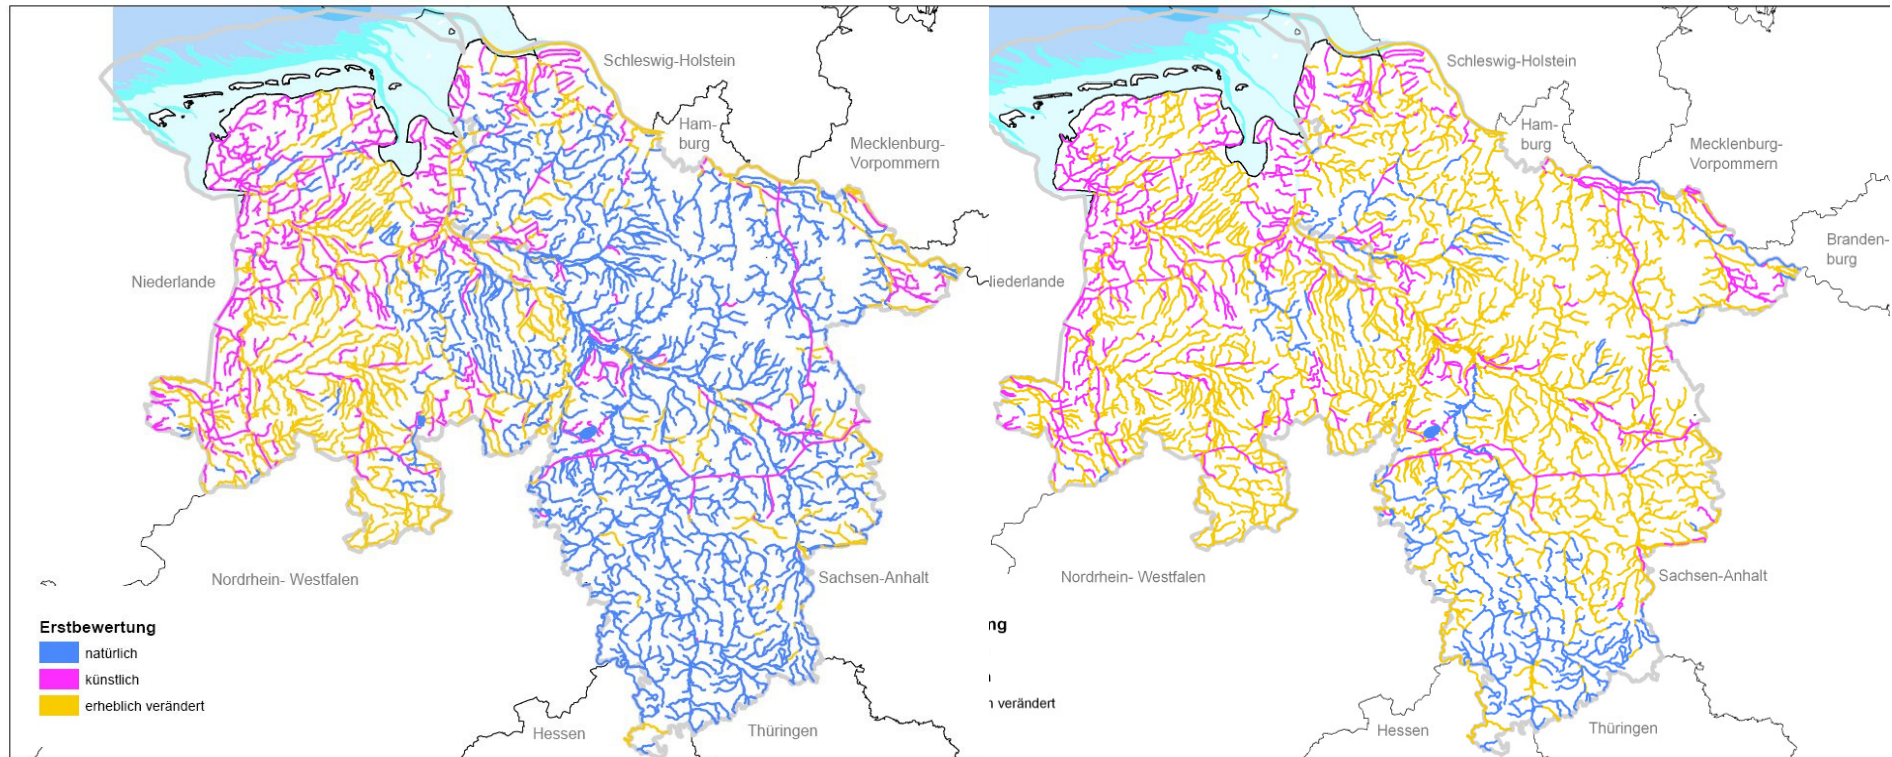 Schleswig-Holstein
Ham-
burg
Mecklenburg-
Vorpommern
Niederlande
Nordrhein- Westfalen
Sachsen-Anhalt
Hessen
Thüringen
Erstbewertung
natürlich
künstlich
erheblich verändert
Schleswig-Holstein
Ham-
burg
Mecklenburg-
Vorpommern
Branden-
burg
liederlande
Nordrhein- Westfalen
Sachsen-Anhalt
Hessen
Thüringen
ng
verändert